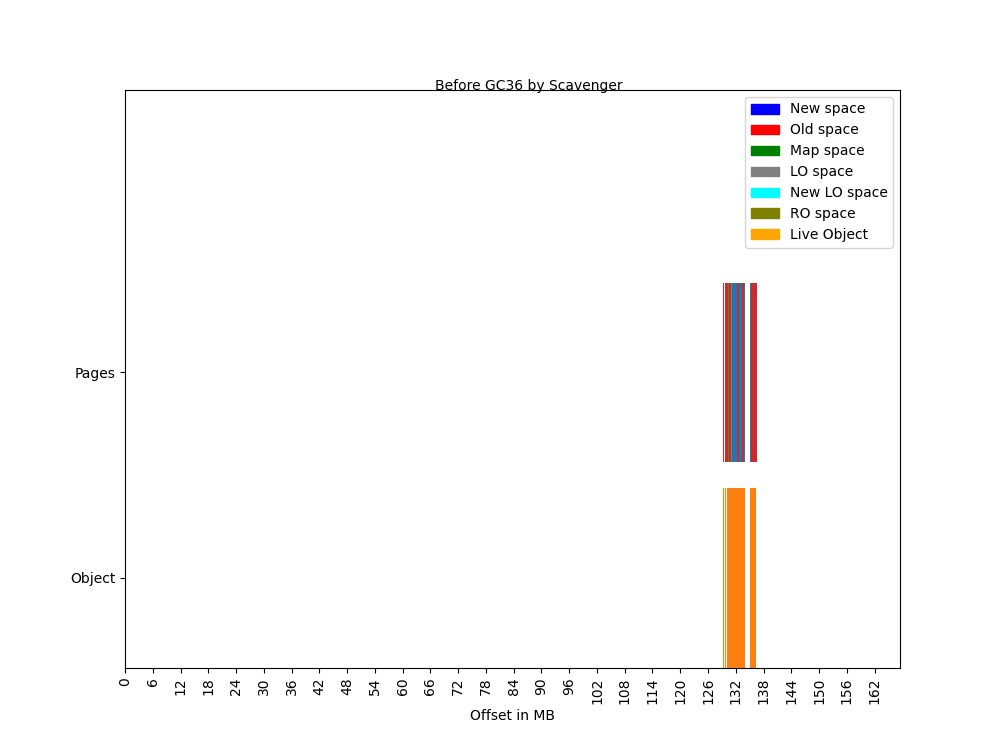 Before GC36 by Scavenger
New space
Old space
Map space
LO space
New LO space
RO space
Live Object
Pages
Object
0 6 12 18 24 30 36 42 48 54 60 66 72 78 84 90 96 102 108 114 120 126 132 138 144 150 156 162
Offset in MB